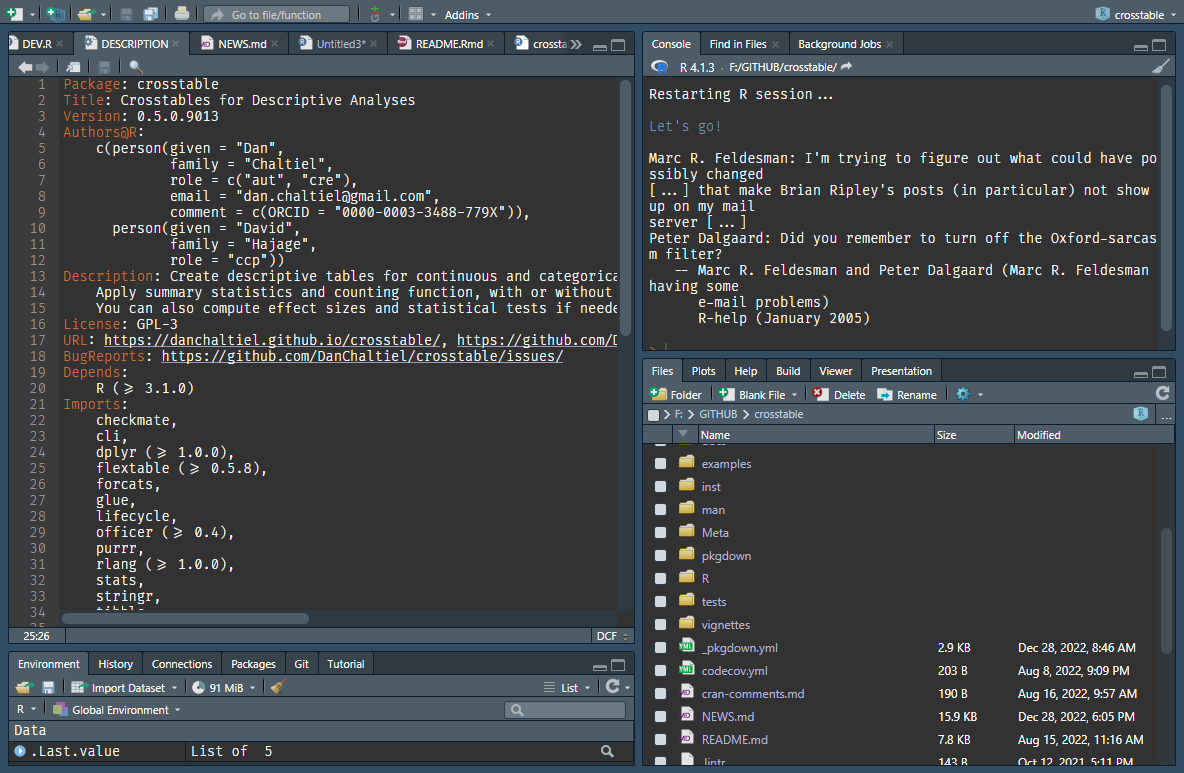 Go to file/function
Addins
crosstable
DEV.R
DESCRIPTION
NEWS.md
Untitled3*
README.Rmd
crossta
1 Package: crosstable
2 Title: Crosstables for Descriptive Analyses
3 Version: 0.5.0.9013
4 Authors@R:
5 c(person(given = "Dan",
6 family = "Chaltiel",
7 role = c("aut", "cre"),
8 email = "dan.chaltiel@gmail.com",
9 comment = c(ORCID = "0000-0003-3488-779X")),
10 person(given = "David",
11 family = "Hajage",
12 role = "ccp"))
13 Description: Create descriptive tables for continuous and categorica
14 Apply summary statistics and counting function, with or without
15 You can also compute effect sizes and statistical tests if neede
16 License: GPL-3
17 URL: https://danchaltiel.github.io/crosstable/, https://github.com/D
18 BugReports: https://github.com/DanChaltiel/crosstable/issues/
19 Depends:
20 R (>= 3.1.0)
21 Imports:
22 checkmate,
23 cli,
24 dplyr (>= 1.0.0),
25 flextable (>= 0.5.8),
26 forcats,
27 glue,
28 lifecycle,
29 officer (>= 0.4),
30 purrr,
31 rlang (>= 1.0.0),
32 stats,
33 stringr,
34 tibble
25:26
DCF
Environment
History
Connections
Packages
Git
Tutorial
Import Dataset
91 MiB
List
R
Global Environment
Data
.Last.value
List of 5
Console
Find in Files
Background Jobs
R 4.1.3 · F:/GITHUB/crosstable/
Restarting R session...
Let's go!
Marc R. Feldesman: I'm trying to figure out what could have po
ssibly changed
[...] that make Brian Ripley's posts (in particular) not show
up on my mail
server [...]
Peter Dalgaard: Did you remember to turn off the Oxford-sarcas
m filter?
-- Marc R. Feldesman and Peter Dalgaard (Marc R. Feldesman
having some
e-mail problems)
R-help (January 2005)
>
Files
Plots
Help
Build
Viewer
Presentation
Folder
Blank File
Delete
Rename
F: > GITHUB > crosstable
...
Name
Size
Modified
examples
inst
man
Meta
pkgdown
R
tests
vignettes
_pkgdown.yml 2.9 KB Dec 28, 2022, 8:46 AM
codecov.yml 203 B Aug 8, 2022, 9:09 PM
cran-comments.md 190 B Aug 16, 2022, 9:57 AM
NEWS.md 15.9 KB Dec 28, 2022, 6:05 PM
README.md 7.8 KB Aug 15, 2022, 11:16 AM
.lintr 143 B Oct 12, 2021, 5:11 PM